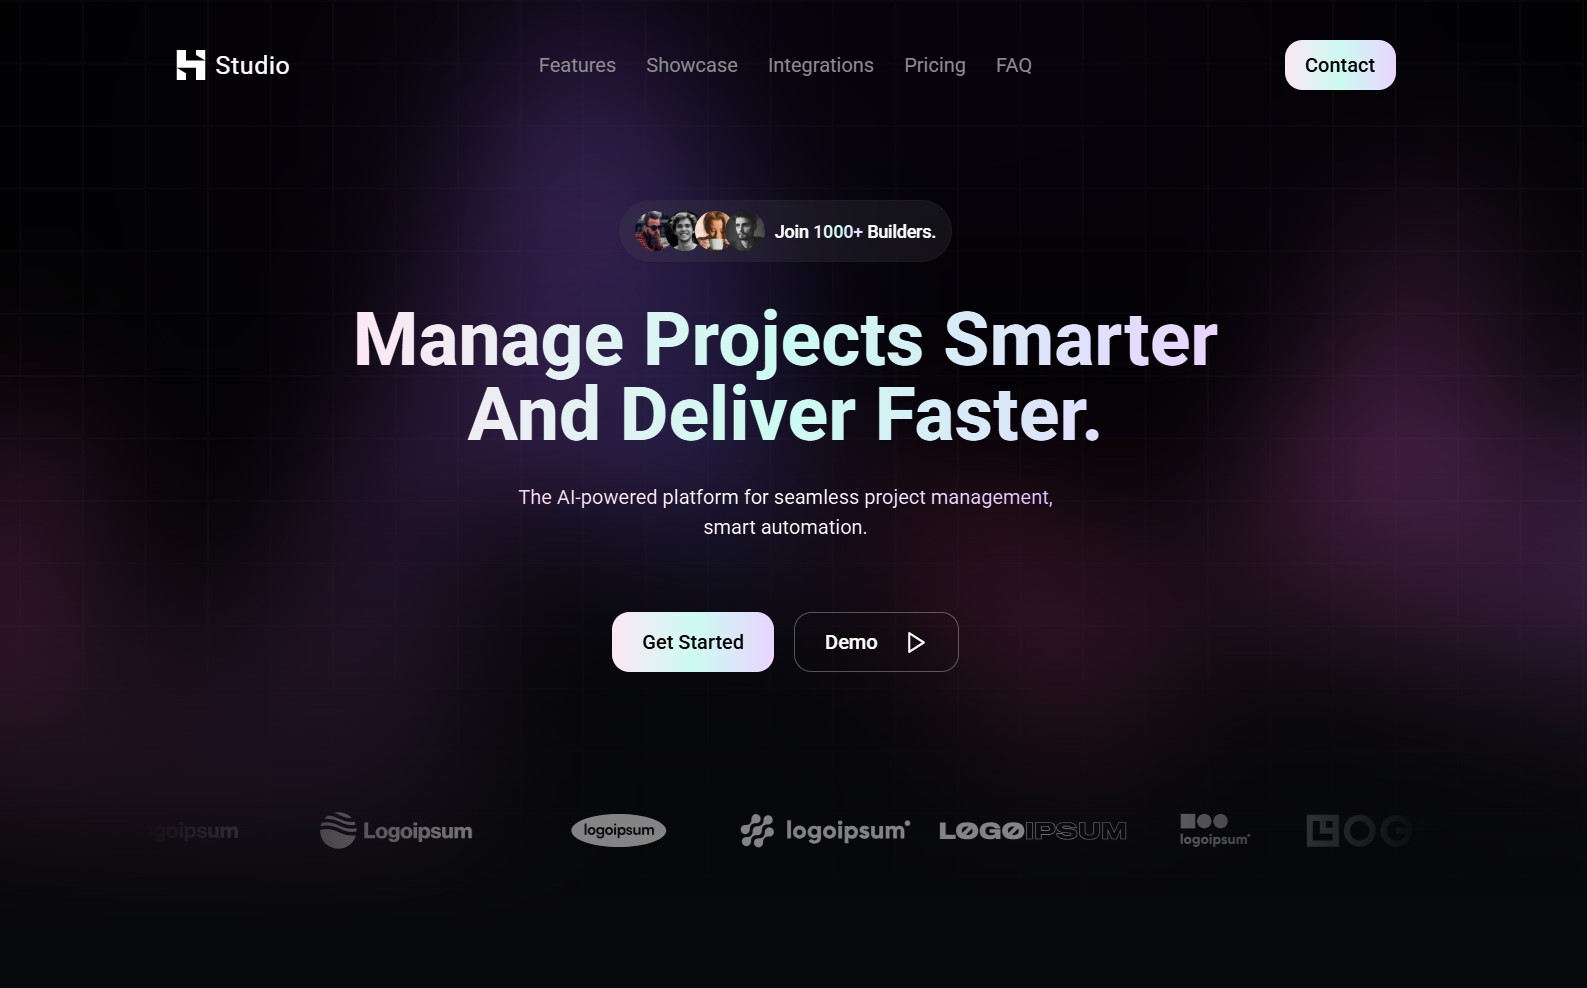 Studio
Features
Showcase
Integrations
Pricing
FAQ
Contact
Join 1000+ Builders.
Manage Projects Smarter
And Deliver Faster.
The AI-powered platform for seamless project management,
smart automation.
Get Started
Demo
goipsum
Logoipsum
logoipsum
logoipsum
LOGOIPSUM
logoipsum
LOGO